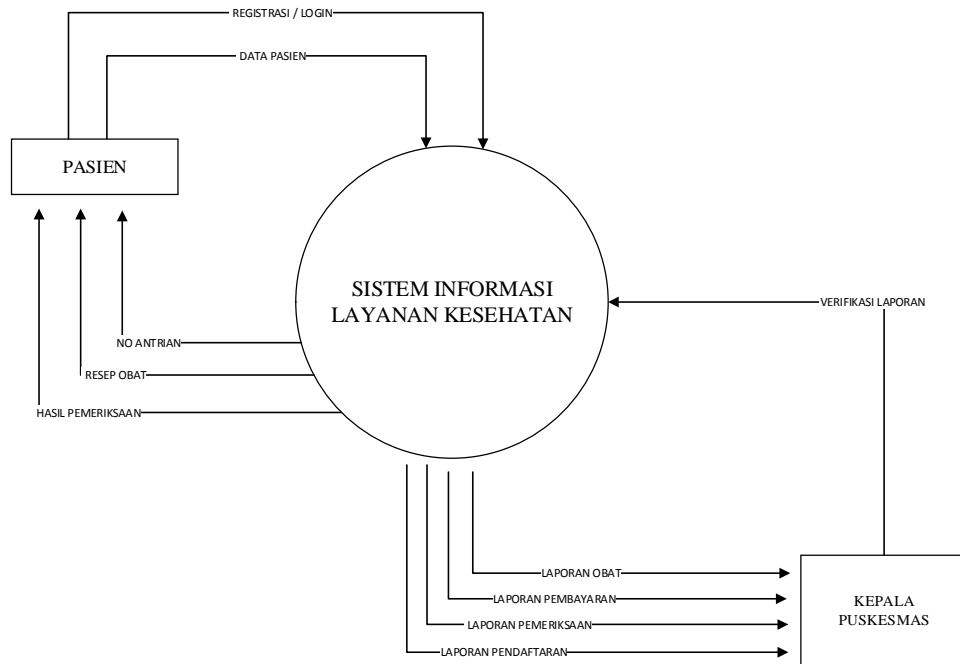 REGISTRASI / LOGIN
DATA PASIEN
PASIEN
SISTEM INFORMASI
LAYANAN KESEHATAN
VERIFIKASI LAPORAN
NO ANTRIAN
RESEP OBAT
HASIL PEMERIKSAAN
LAPORAN OBAT
LAPORAN PEMBAYARAN
LAPORAN PEMERIKSAAN
LAPORAN PENDAFTARAN
KEPALA
PUSKESMAS